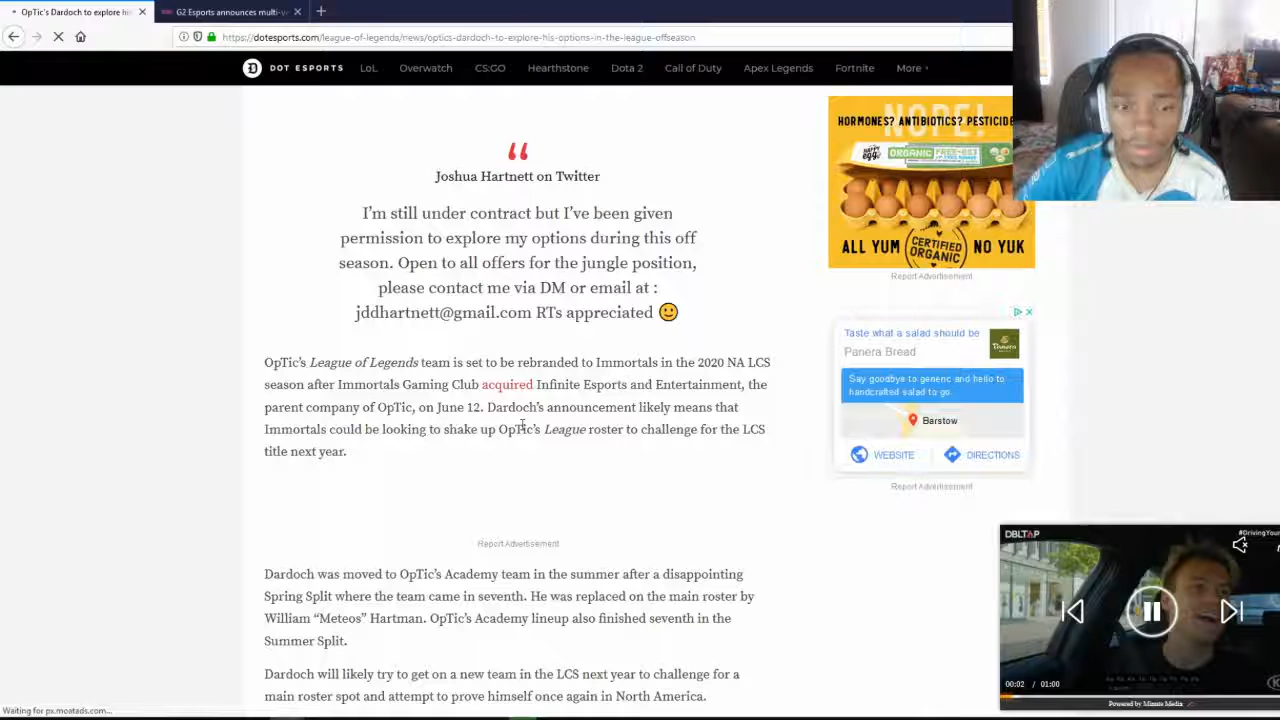 OpTic's Dardoch to explore his
G2 Esports announces multi-ye
https://dotesports.com/league-of-legends/news/optics-dardoch-to-explore-his-options-in-the-league-offseason
DOT ESPORTS LoL Overwatch CS:GO Hearthstone Dota 2 Call of Duty Apex Legends Fortnite More
Joshua Hartnett on Twitter
I'm still under contract but I've been given
permission to explore my options during this off
season. Open to all offers for the jungle position,
please contact me via DM or email at :
jddhartnett@gmail.com RTs appreciated 🙂
OpTic's League of Legends team is set to be rebranded to Immortals in the 2020 NA LCS
season after Immortals Gaming Club acquired Infinite Esports and Entertainment, the
parent company of OpTic, on June 12. Dardoch's announcement likely means that
Immortals could be looking to shake up OpTic's League roster to challenge for the LCS
title next year.
Report Advertisement
Dardoch was moved to OpTic's Academy team in the summer after a disappointing
Spring Split where the team came in seventh. He was replaced on the main roster by
William "Meteos" Hartman. OpTic's Academy lineup also finished seventh in the
Summer Split.
Dardoch will likely try to get on a new team in the LCS next year to challenge for a
main roster
and
himself once again in North America.
NOPE!
HORMONES? ANTIBIOTICS? PESTICIDE
happy egg
ORGANIC FREE-RANGE
ALL YUM CERTIFIED ORGANIC NO YUK
Report Advertisement
Taste what a salad should be
Panera Bread
Panera
Say goodbye to generic and hello to
handcrafted salad to go.
Barstow
WEBSITE DIRECTIONS
Report Advertisement
DBLTAP
#DrivingYour
00:02 / 01:00
Powered by Minute Media
Waiting for px.moatads.com...